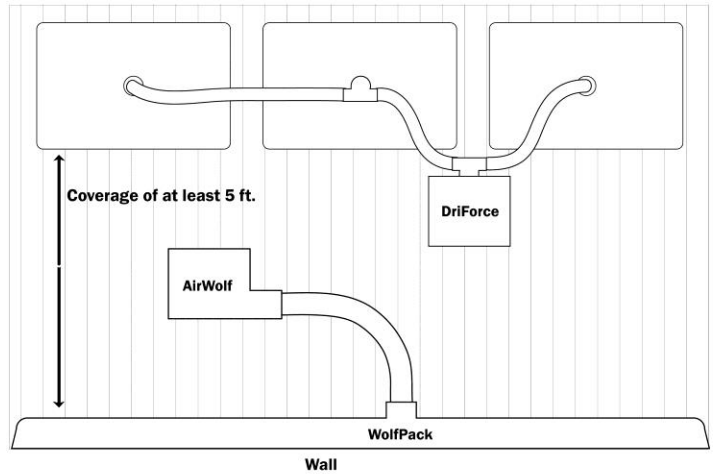 Coverage of at least 5 ft.
DriForce
AirWolf
WolfPack
Wall